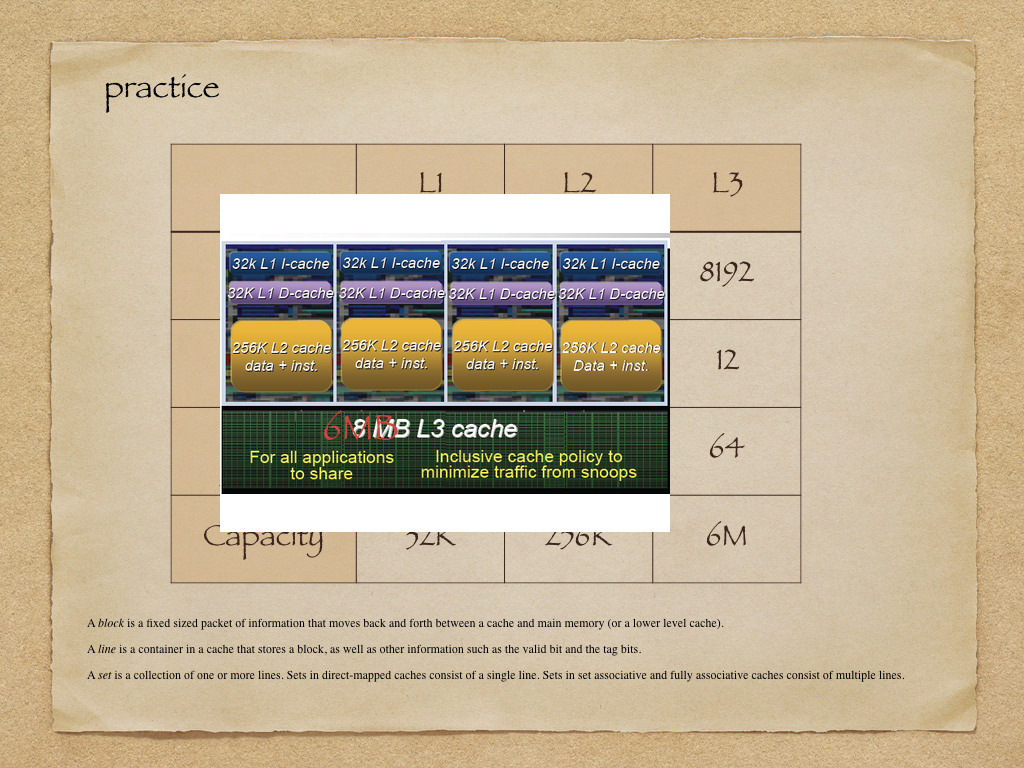 practice
L1 L2 L3
8192
12
64
Capacity 32K 256K 6M
32k L1 I-cache 32k L1 I-cache 32k L1 I-cache 32k L1 I-cache
32K L1 D-cache 32K L1 D-cache 32K L1 D-cache 32K L1 D-cache
256K L2 cache 256K L2 cache 256K L2 cache 256K L2 cache
data + inst. data + inst. data + inst. Data + inst.
6MB 8 MB L3 cache
For all applications Inclusive cache policy to
to share minimize traffic from snoops
A block is a fixed sized packet of information that moves back and forth between a cache and main memory (or a lower level cache).
A line is a container in a cache that stores a block, as well as other information such as the valid bit and the tag bits.
A set is a collection of one or more lines. Sets in direct-mapped caches consist of a single line. Sets in set associative and fully associative caches consist of multiple lines.